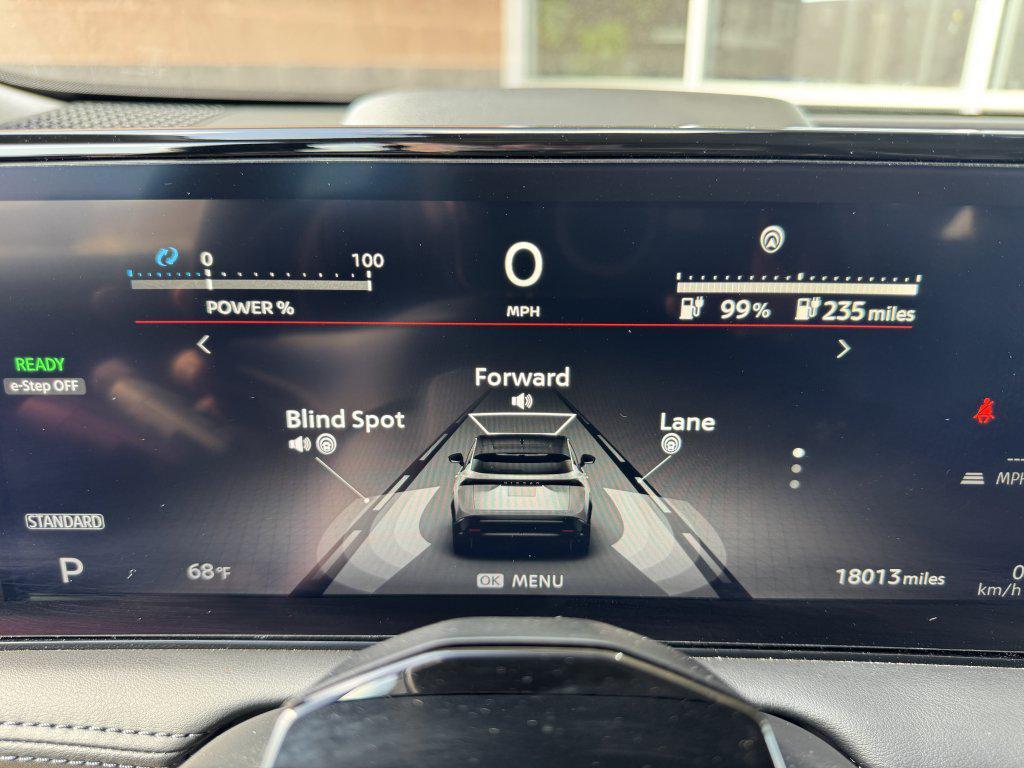 0
100
POWER %
0
MPH
99%
235 miles
READY
e-Step OFF
Forward
Blind Spot
Lane
--- MPH
STANDARD
P
68°F
OK MENU
18013 miles
0
km/h